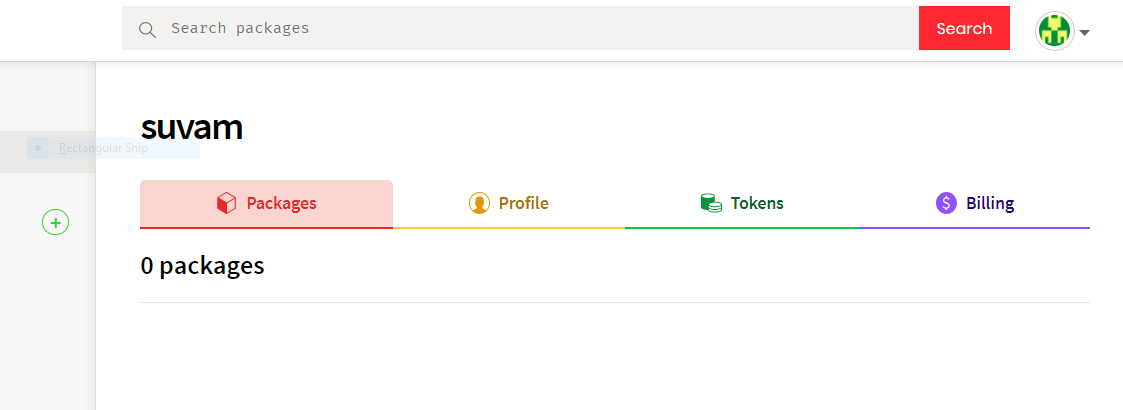 Search packages
Search
suvam
Rectangular Snip
Packages
Profile
Tokens
$ Billing
0 packages